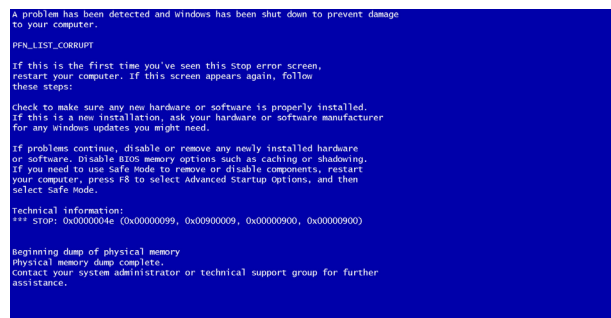 A problem has been detected and Windows has been shut down to prevent damage
to your computer.
PFN_LIST_CORRUPT
If this is the first time you've seen this Stop error screen,
restart your computer. If this screen appears again, follow
these steps:
Check to make sure any new hardware or software is properly installed.
If this is a new installation, ask your hardware or software manufacturer
for any Windows updates you might need.
If problems continue, disable or remove any newly installed hardware
or software. Disable BIOS memory options such as caching or shadowing.
If you need to use Safe Mode to remove or disable components, restart
your computer, press F8 to select Advanced Startup Options, and then
select Safe Mode.
Technical information:
*** STOP: 0x0000004e (0x00000099, 0x00900009, 0x00000900, 0x00000900)
Beginning dump of physical memory
Physical memory dump complete.
Contact your system administrator or technical support group for further
assistance.